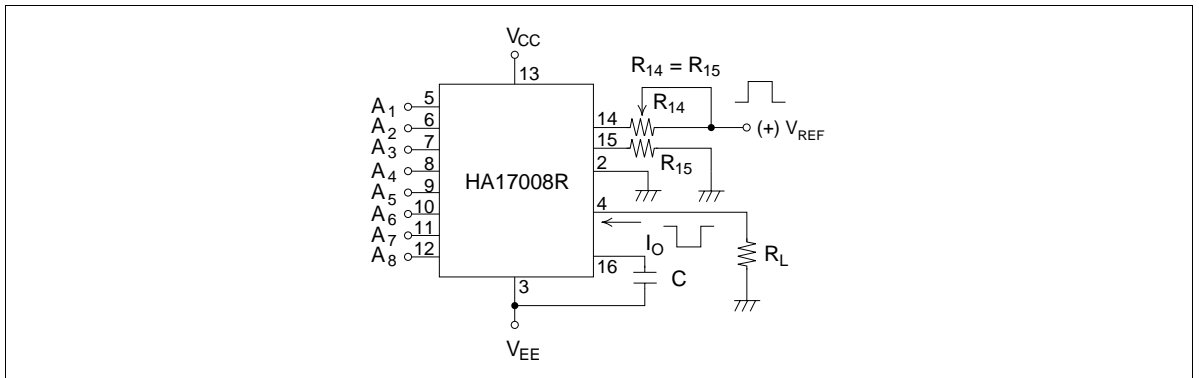 VCC
13
R14 = R15
A1 5
R14
A2 6
14
(+) VREF
A3 7
15
A4 8
2
R15
HA17008R
A5 9
A6 10
4
A7 11
IO
RL
A8 12
16
C
3
VEE